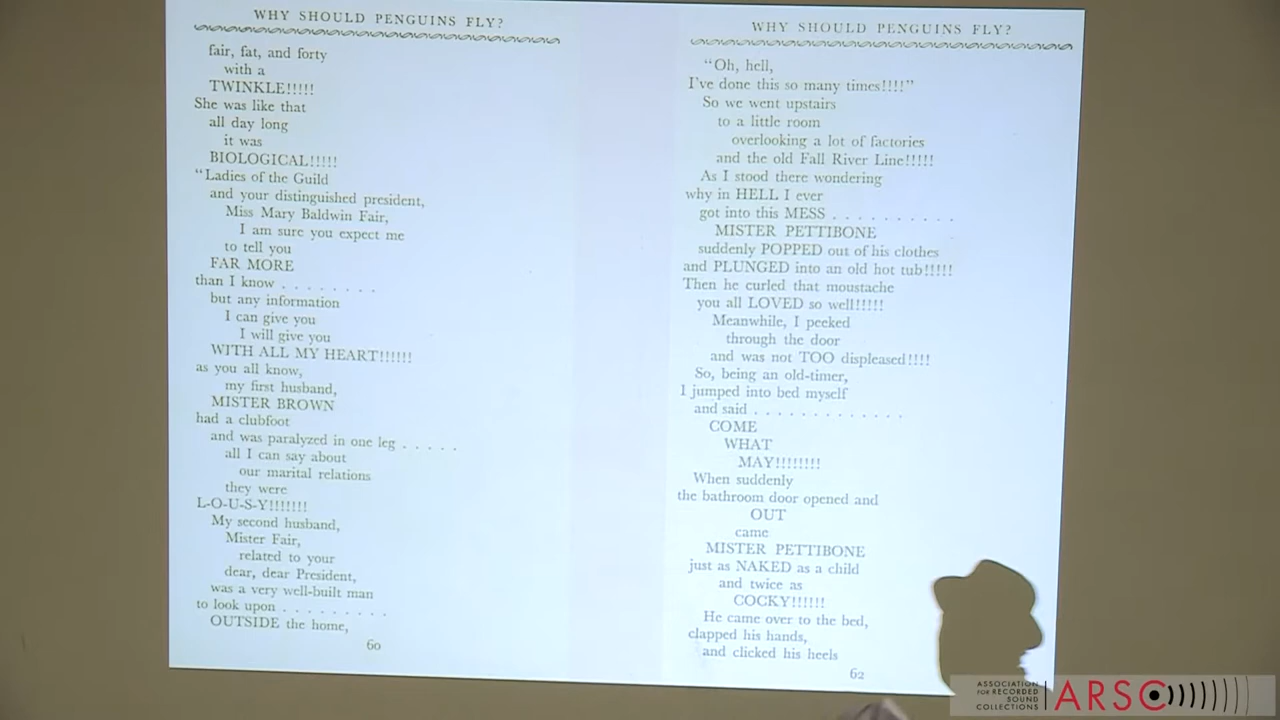 WHY SHOULD PENGUINS FLY?
fair, fat, and forty
with a
TWINKLE!!!!!
She was like that
all day long
it was
BIOLOGICAL!!!!!
“Ladies of the Guild
and your distinguished president,
Miss Mary Baldwin Fair,
I am sure you expect me
to tell you
FAR MORE
than I know . . . . . . . .
but any information
I can give you
I will give you
WITH ALL MY HEART!!!!!!
as you all know,
my first husband,
MISTER BROWN
had a clubfoot
and was paralyzed in one leg . . . . .
all I can say about
our marital relations
they were
L-O-U-S-Y!!!!!!!
My second husband,
Mister Fair,
related to your
dear, dear President,
was a very well-built man
to look upon . . . . . . . . .
OUTSIDE the home,
60
WHY SHOULD PENGUINS FLY?
“Oh, hell,
I’ve done this so many times!!!!”
So we went upstairs
to a little room
overlooking a lot of factories
and the old Fall River Line!!!!!
As I stood there wondering
why in HELL I ever
got into this MESS . . . . . . . . . .
MISTER PETTIBONE
suddenly POPPED out of his clothes
and PLUNGED into an old hot tub!!!!!
Then he curled that moustache
you all LOVED so well!!!!!
Meanwhile, I peeked
through the door
and was not TOO displeased!!!!
So, being an old-timer,
I jumped into bed myself
and said . . . . . . . . . . . . .
COME
WHAT
MAY!!!!!!!!
When suddenly
the bathroom door opened and
OUT
came
MISTER PETTIBONE
just as NAKED as a child
and twice as
COCKY!!!!!!
He came over to the bed,
clapped his hands,
and clicked his heels
62
ASSOCIATION
FOR RECORDED
SOUND
COLLECTIONS
ARSC